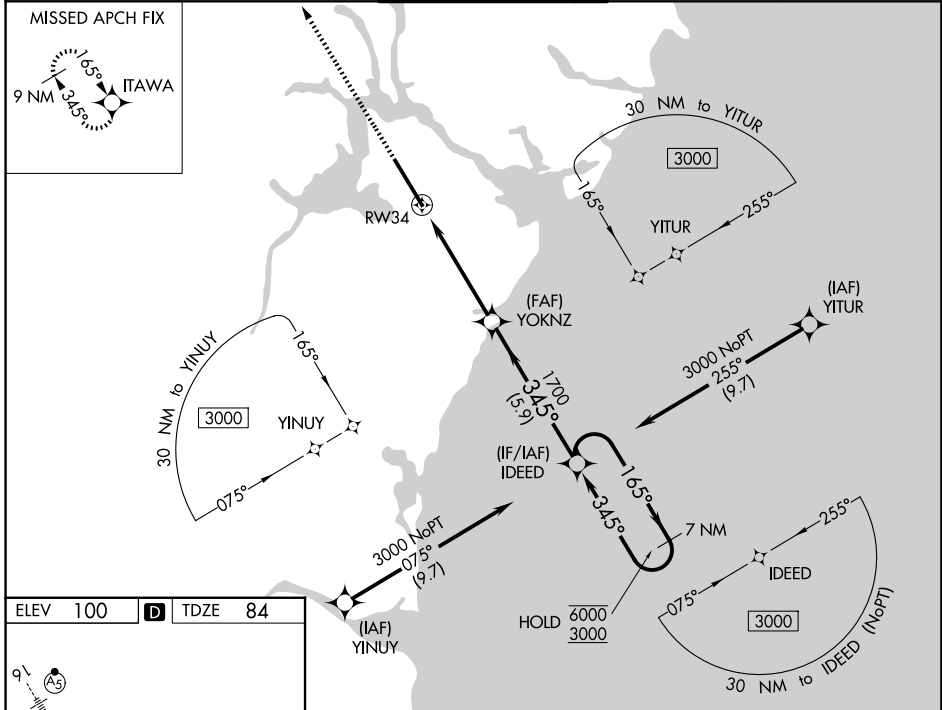 MISSED APCH FIX
165°
ITAWA
9 NM
345°
30 NM to YITUR
3000
165°
255°
YITUR
RW34
(FAF)
YOKNZ
(IAF)
YITUR
3000 NoPT
255°
(9.7)
30 NM to YINUY
165°
3000
YINUY
075°
1700
345°
(5.9)
(IF/IAF)
IDEED
165°
345°
7 NM
3000 NoPT
075°
(9.7)
(IAF)
YINUY
HOLD 6000
3000
255°
IDEED
075°
3000
30 NM to IDEED (NoPT)
ELEV 100 D TDZE 84
16
A5